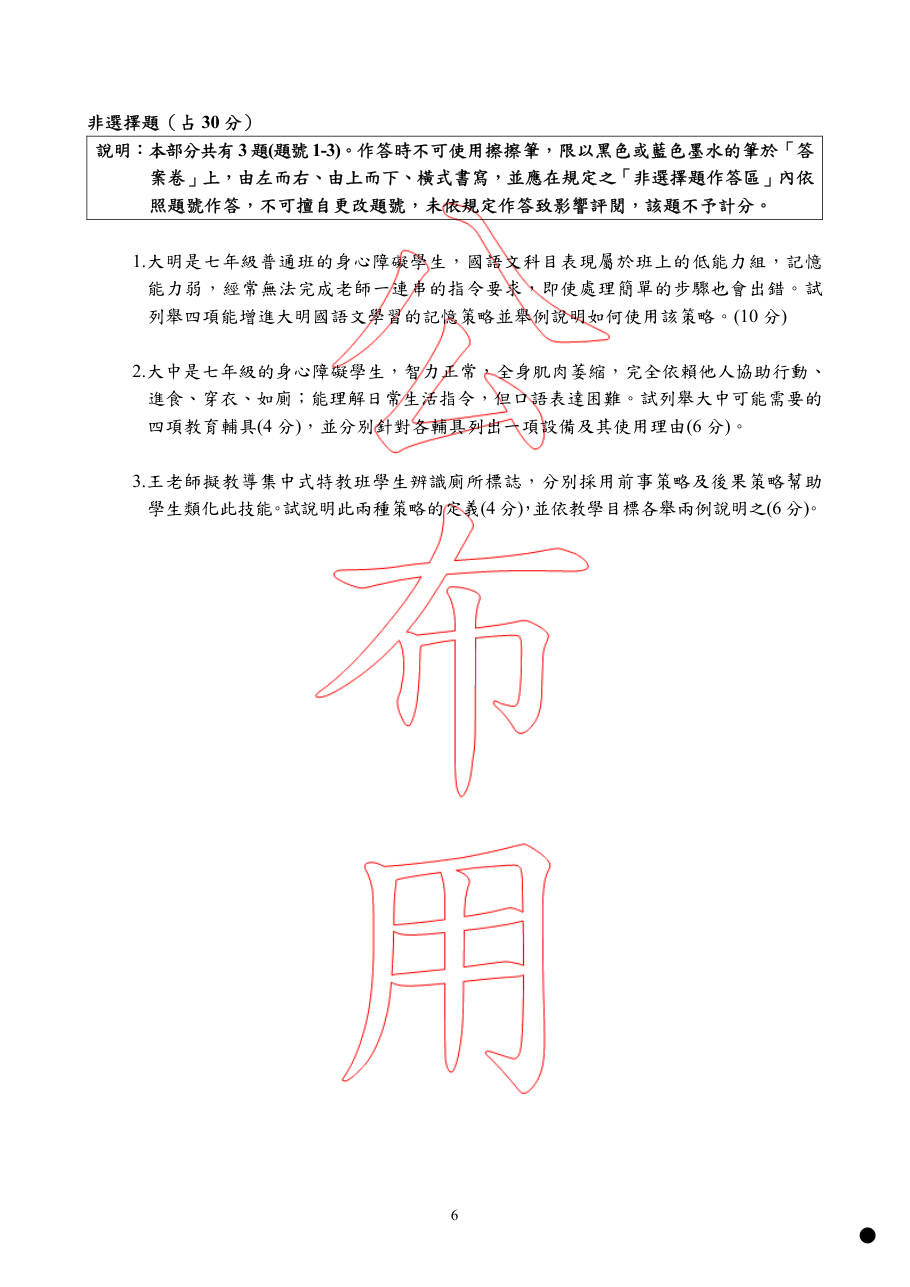 非選擇題（占 30 分）
說明：本部分共有 3 題(題號 1-3)。作答時不可使用擦擦筆，限以黑色或藍色墨水的筆於「答
案卷」上，由左而右、由上而下、橫式書寫，並應在規定之「非選擇題作答區」內依
照題號作答，不可擅自更改題號，未依規定作答致影響評閱，該題不予計分。
1.大明是七年級普通班的身心障礙學生，國語文科目表現屬於班上的低能力組，記憶
能力弱，經常無法完成老師一連串的指令要求，即使處理簡單的步驟也會出錯。試
列舉四項能增進大明國語文學習的記憶策略並舉例說明如何使用該策略。(10 分)
2.大中是七年級的身心障礙學生，智力正常，全身肌肉萎縮，完全依賴他人協助行動、
進食、穿衣、如廁；能理解日常生活指令，但口語表達困難。試列舉大中可能需要的
四項教育輔具(4 分)，並分別針對各輔具列出一項設備及其使用理由(6 分)。
3.王老師擬教導集中式特教班學生辨識廁所標誌，分別採用前事策略及後果策略幫助
學生類化此技能。試說明此兩種策略的定義(4 分)，並依教學目標各舉兩例說明之(6 分)。
公
布
用
6